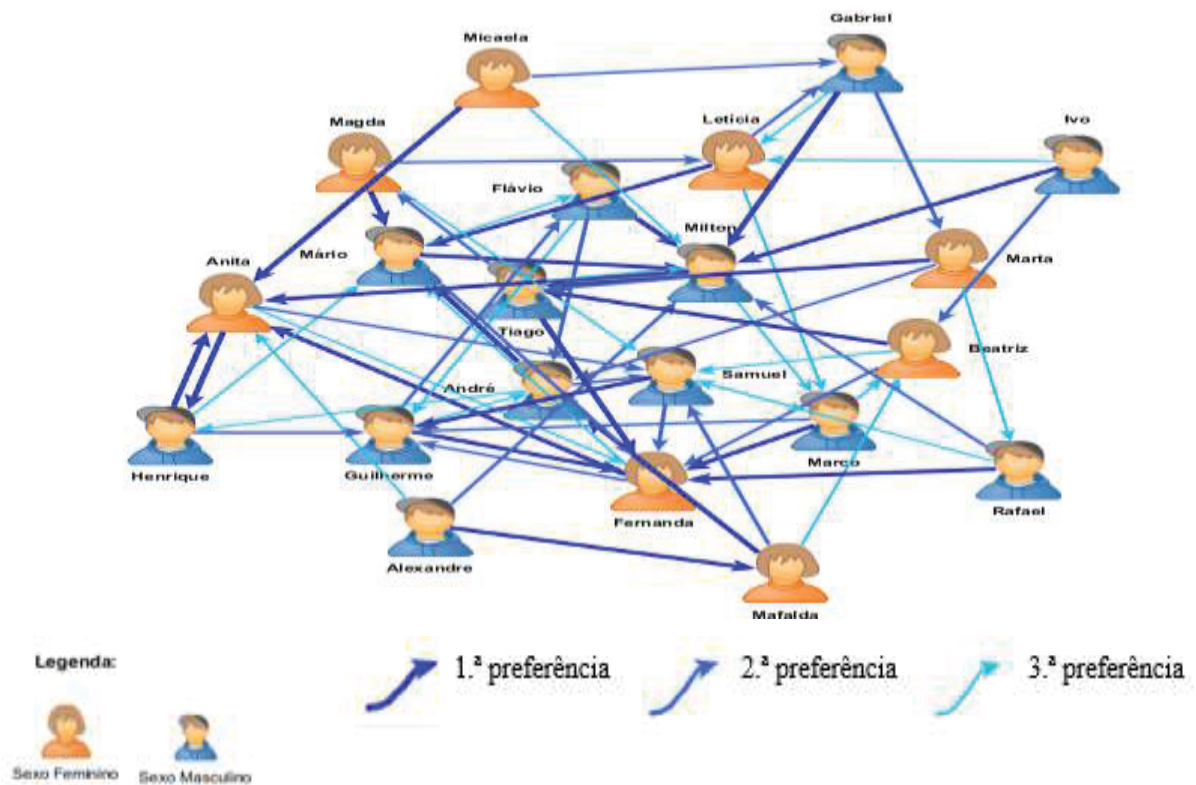 Gabriel
Micaela
Magda
Letícia
Ivo
Flávio
Milton
Mário
Anita
Marta
Tiago
Beatriz
Samuel
André
Henrique
Guilherme
Marco
Fernanda
Rafael
Alexandre
Mafalda
Legenda:
1.ª preferência
2.ª preferência
3.ª preferência
Sexo Feminino
Sexo Masculino